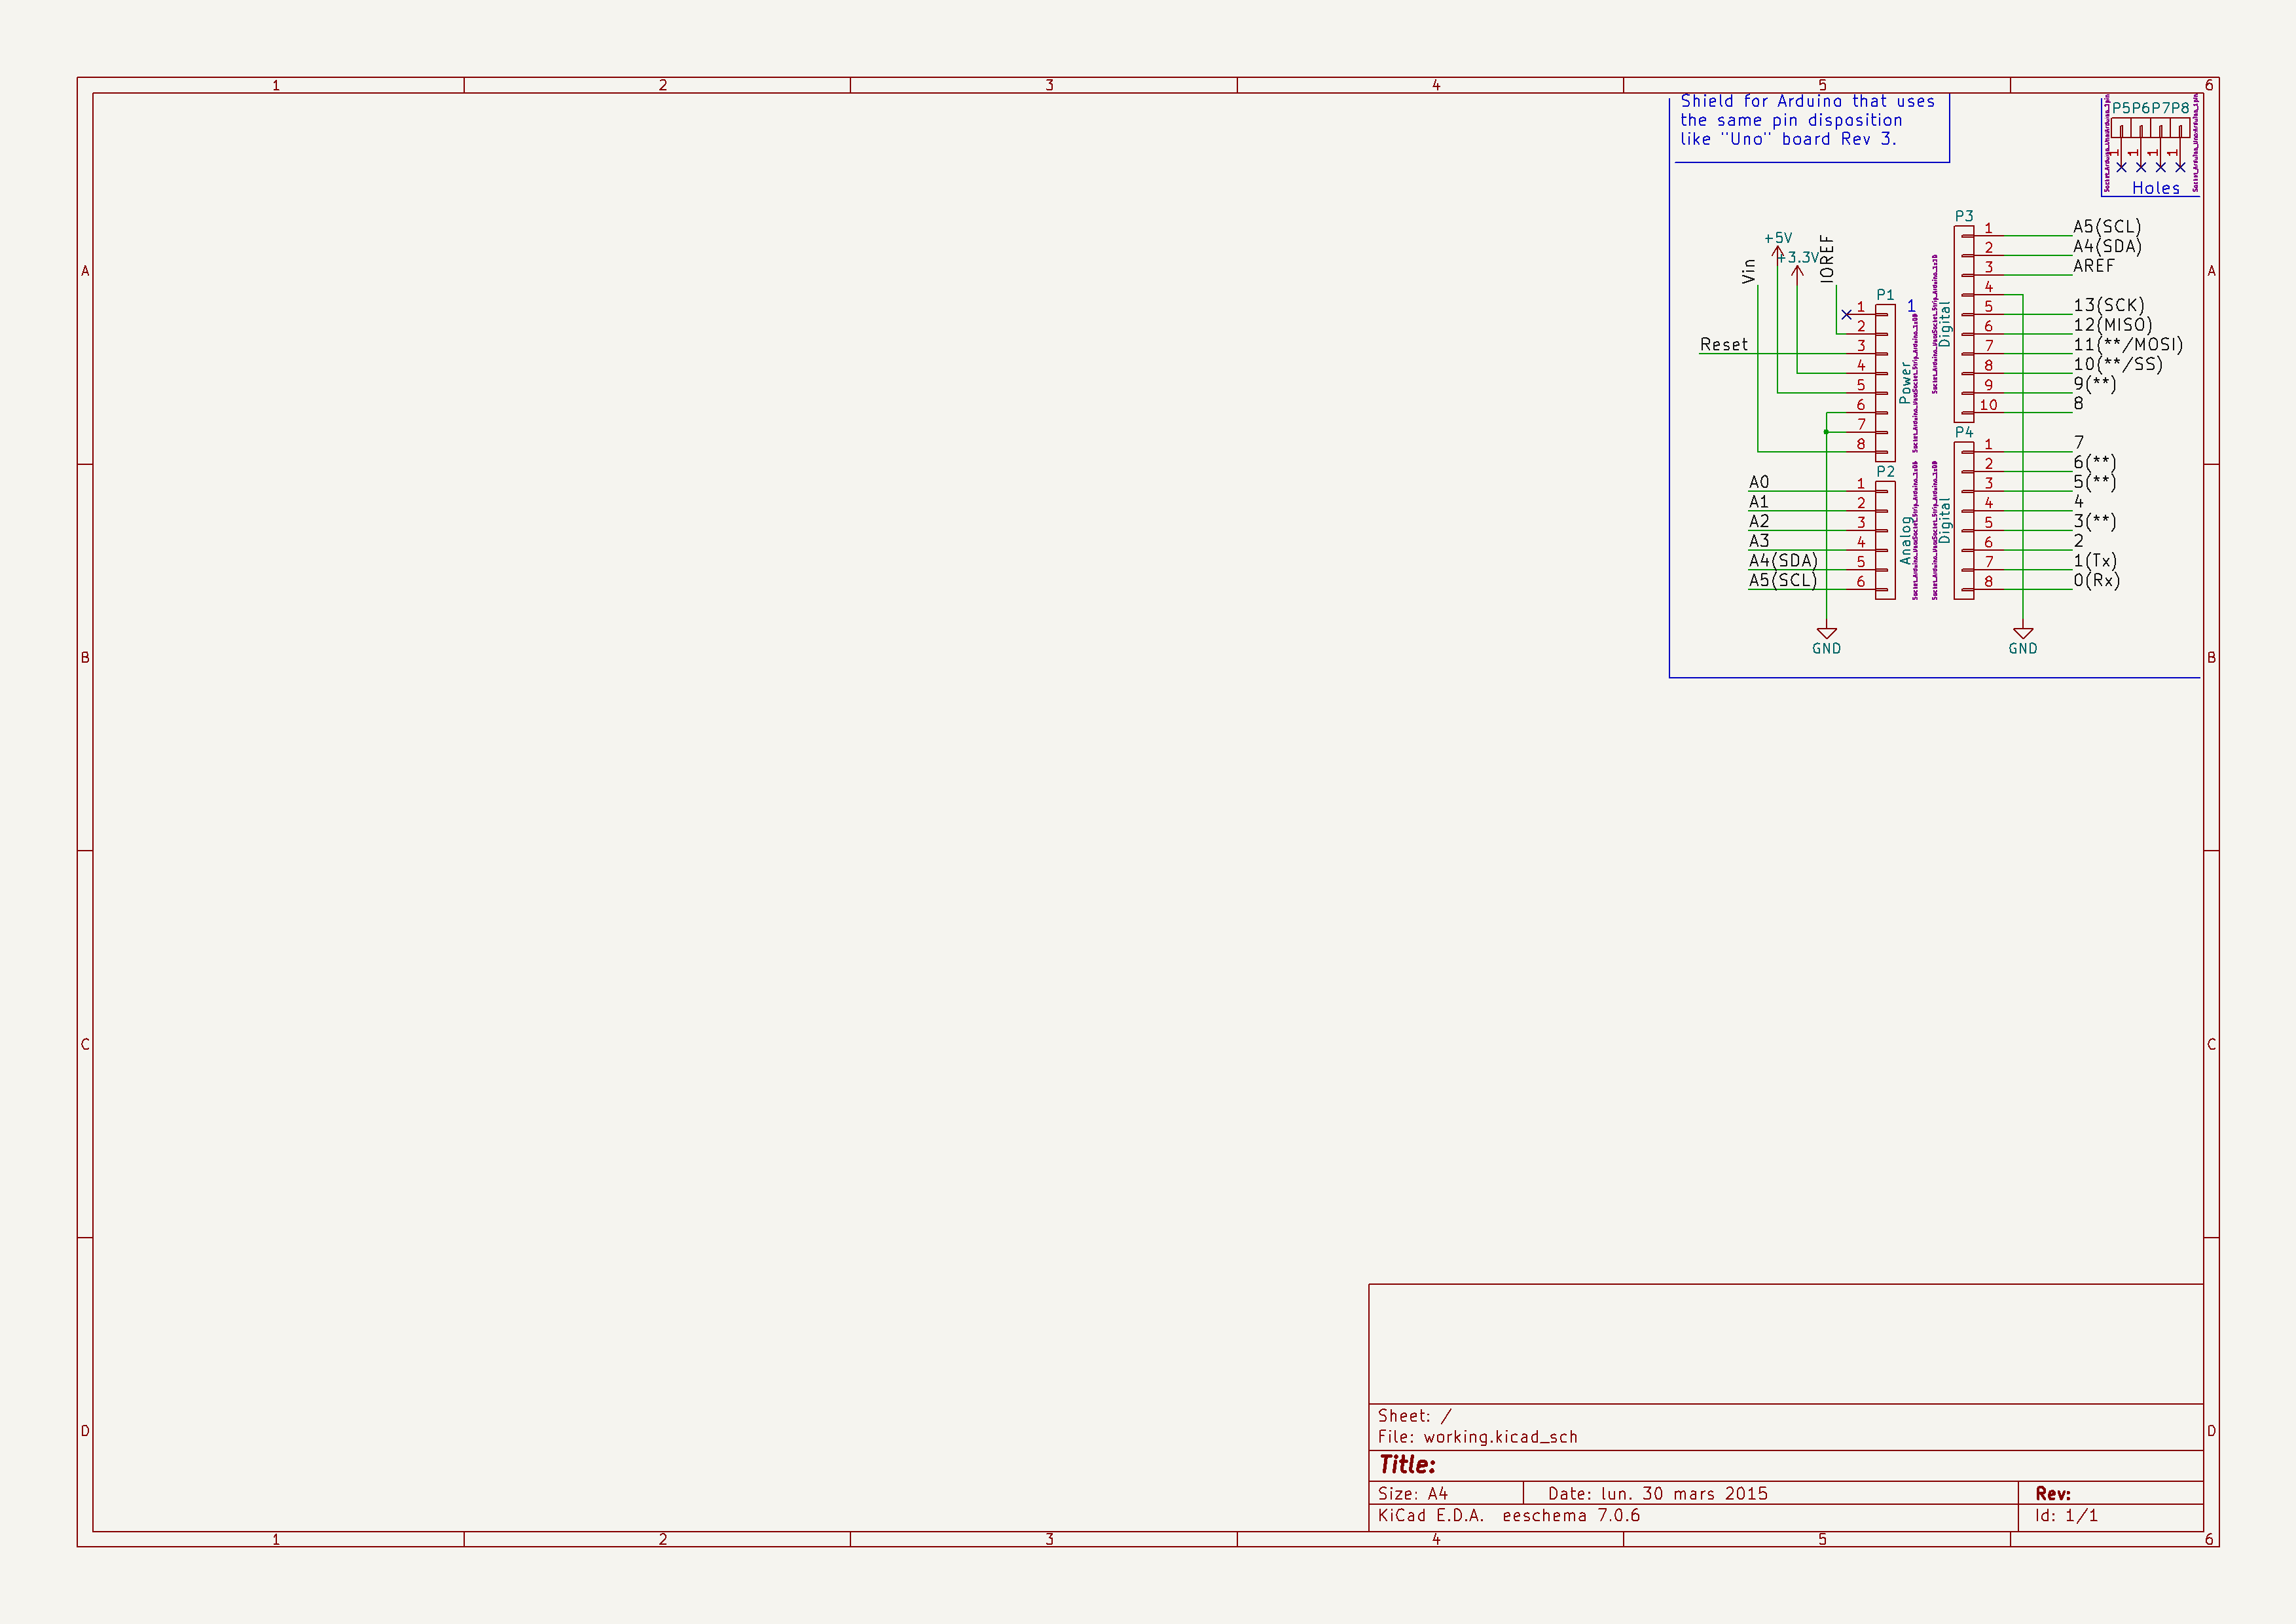 1 2 3 4 5 6
Shield for Arduino that uses
the same pin disposition
like "Uno" board Rev 3.
P5 P6 P7 P8
1 1 1 1
Holes
A A
+5V
+3.3V
Vin
IOREF
Reset
P1
1
1
2
3
4
5
6
7
8
Power
P2
A0 1
A1 2
A2 3
A3 4
A4(SDA) 5
A5(SCL) 6
Analog
GND
P3
1 A5(SCL)
2 A4(SDA)
3 AREF
4
5 13(SCK)
6 12(MISO)
7 11(**/MOSI)
8 10(**/SS)
9 9(**)
10 8
Digital
P4
1 7
2 6(**)
3 5(**)
4 4
5 3(**)
6 2
7 1(Tx)
8 0(Rx)
Digital
GND
B B
C C
D D
Sheet: /
File: working.kicad_sch
Title:
Size: A4 Date: lun. 30 mars 2015 Rev:
KiCad E.D.A. eeschema 7.0.6 Id: 1/1
1 2 3 4 5 6